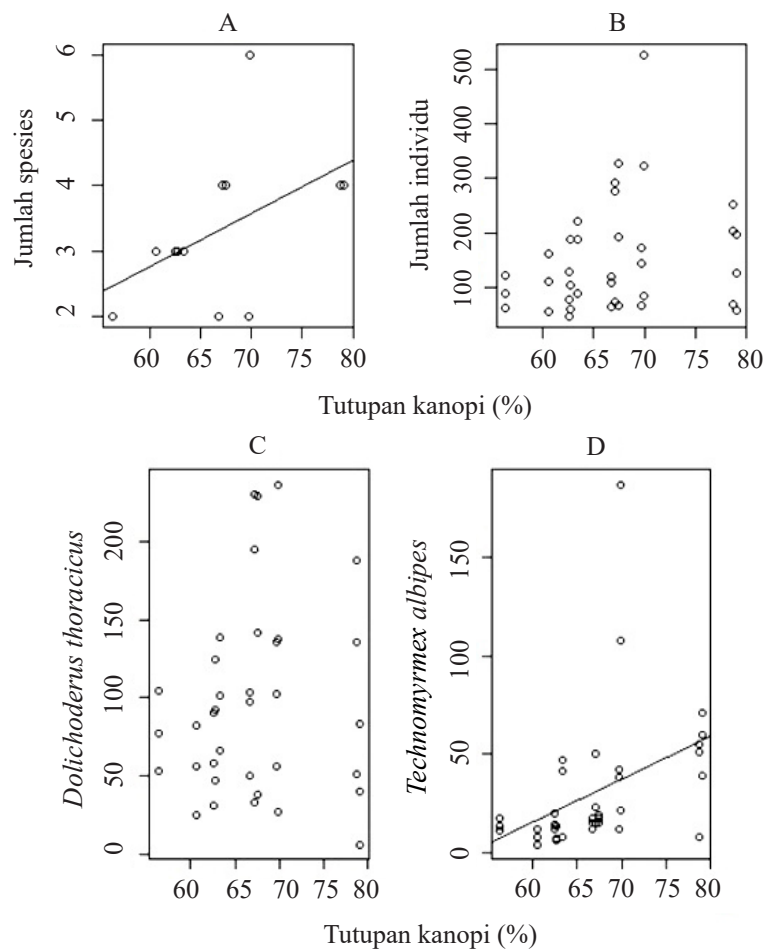 A
B
Jumlah spesies
6
5
4
3
2
60 65 70 75 80
Jumlah individu
500
400
300
200
100
60 65 70 75 80
Tutupan kanopi (%)
C
D
Dolichoderus thoracicus
200
150
100
50
0
60 65 70 75 80
Technomyrmex albipes
150
100
50
0
60 65 70 75 80
Tutupan kanopi (%)